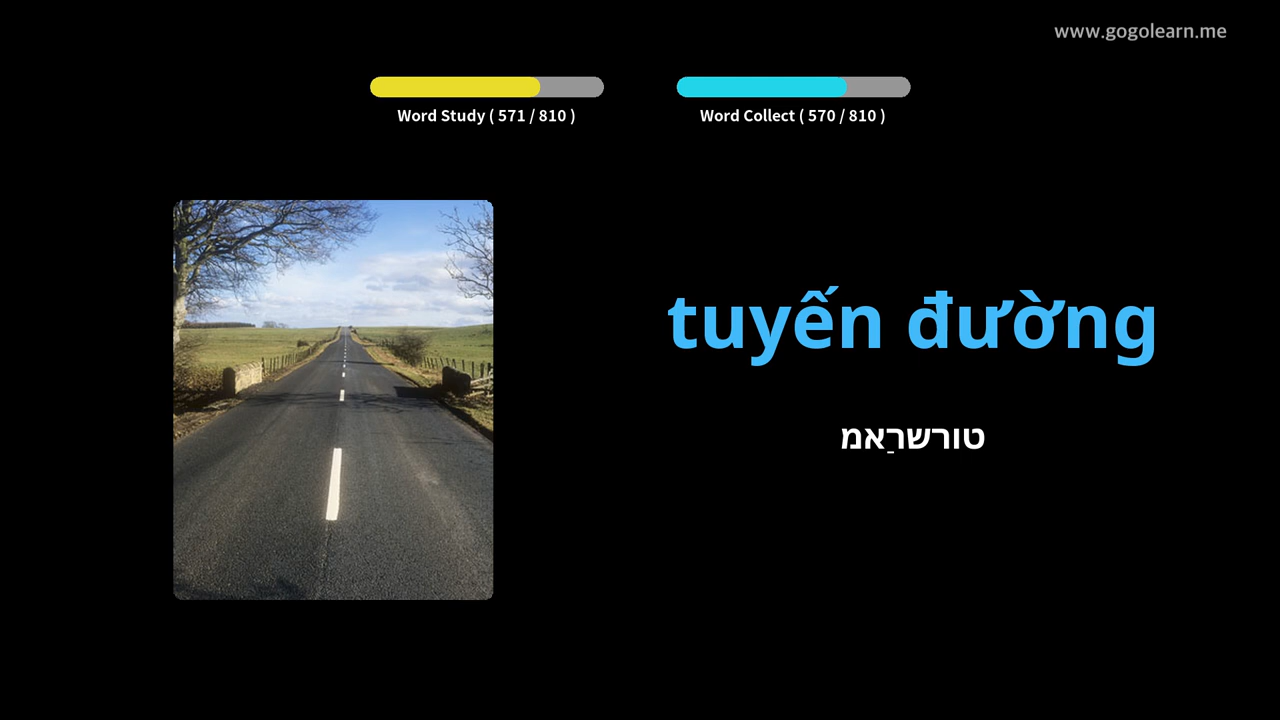 www.gogolearn.me
Word Study ( 571 / 810 )
Word Collect ( 570 / 810 )
tuyến đường
טורשרַאמ